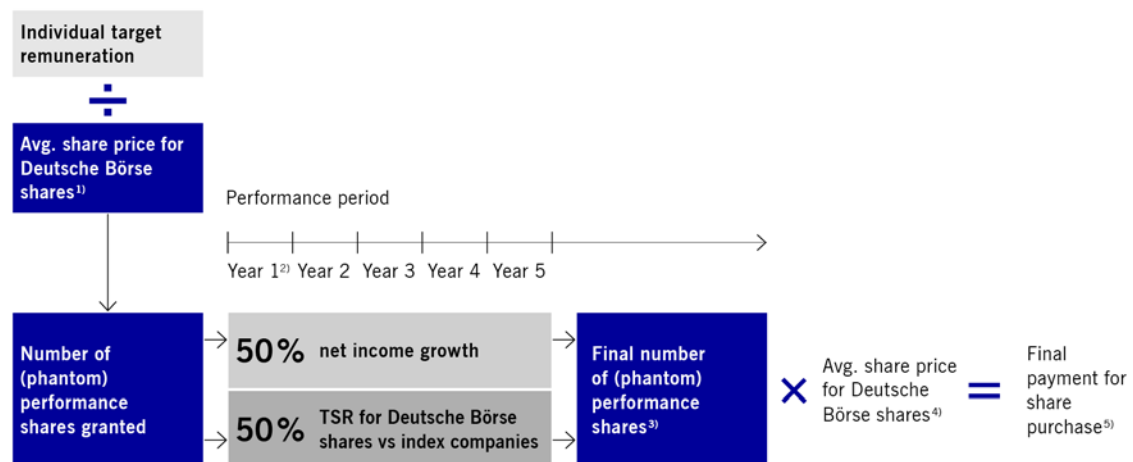 Individual target
remuneration
÷
Avg. share price for
Deutsche Börse
shares¹⁾
Performance period
Year 1²⁾ Year 2 Year 3 Year 4 Year 5
Number of
(phantom)
performance
shares granted
50% net income growth
50% TSR for Deutsche Börse
shares vs index companies
Final number
of (phantom)
performance
shares³⁾
×
Avg. share price
for Deutsche
Börse shares⁴⁾
=
Final
payment for
share
purchase⁵⁾